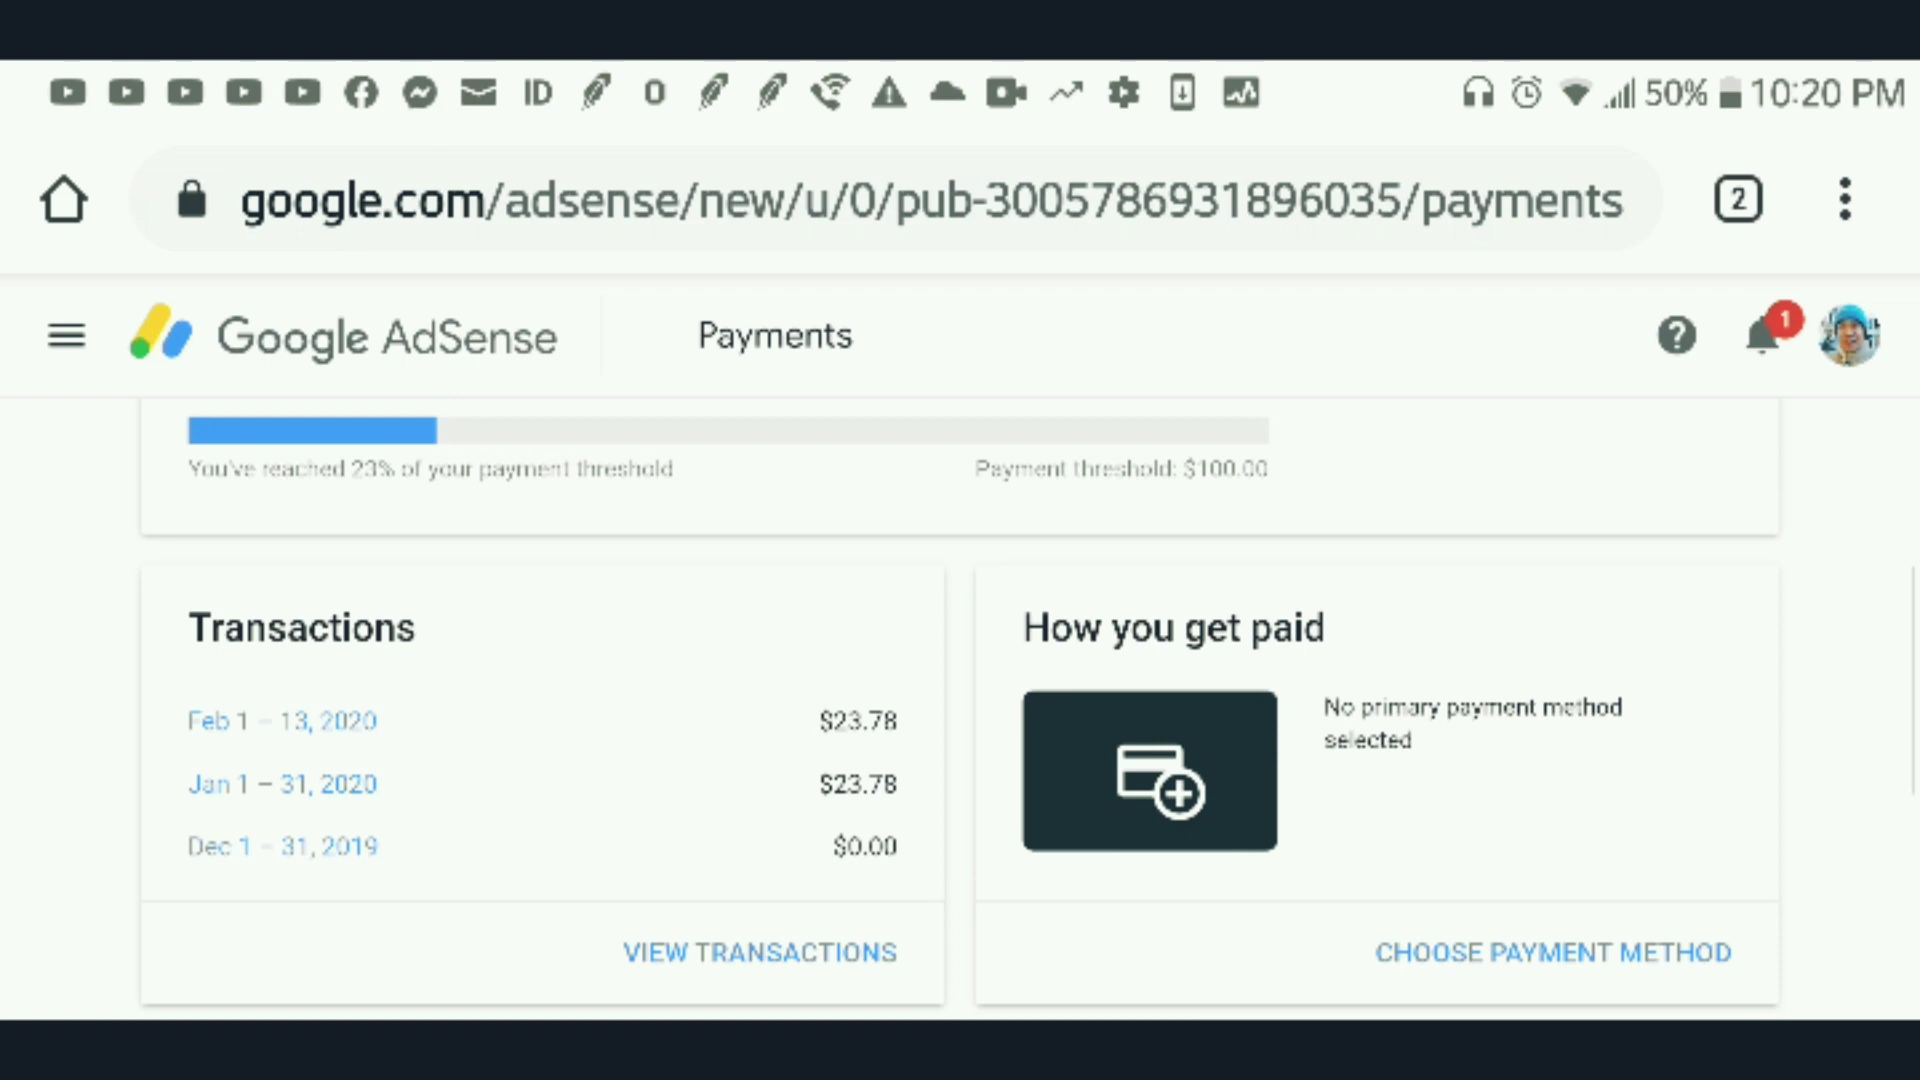 ID
0
50% 10:20 PM
google.com/adsense/new/u/0/pub-3005786931896035/payments
2
Google AdSense
Payments
1
You've reached 23% of your payment threshold
Payment threshold: $100.00
Transactions
Feb 1 – 13, 2020 $23.78
Jan 1 – 31, 2020 $23.78
Dec 1 – 31, 2019 $0.00
VIEW TRANSACTIONS
How you get paid
No primary payment method
selected
CHOOSE PAYMENT METHOD